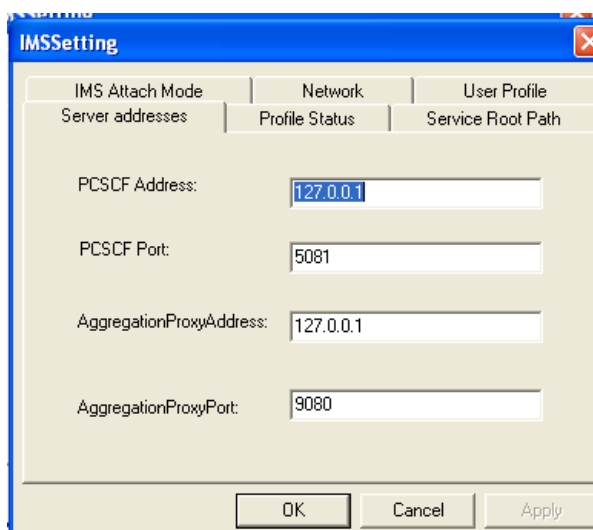 IMSSetting
IMS Attach Mode Network User Profile
Server addresses Profile Status Service Root Path
PCSCF Address: 127.0.0.1
PCSCF Port: 5081
AggregationProxyAddress: 127.0.0.1
AggregationProxyPort: 9080
OK Cancel Apply